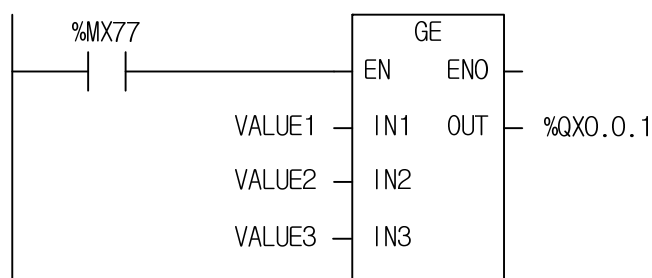 %MX77
GE
EN ENO
VALUE1 IN1 OUT %QX0.0.1
VALUE2 IN2
VALUE3 IN3